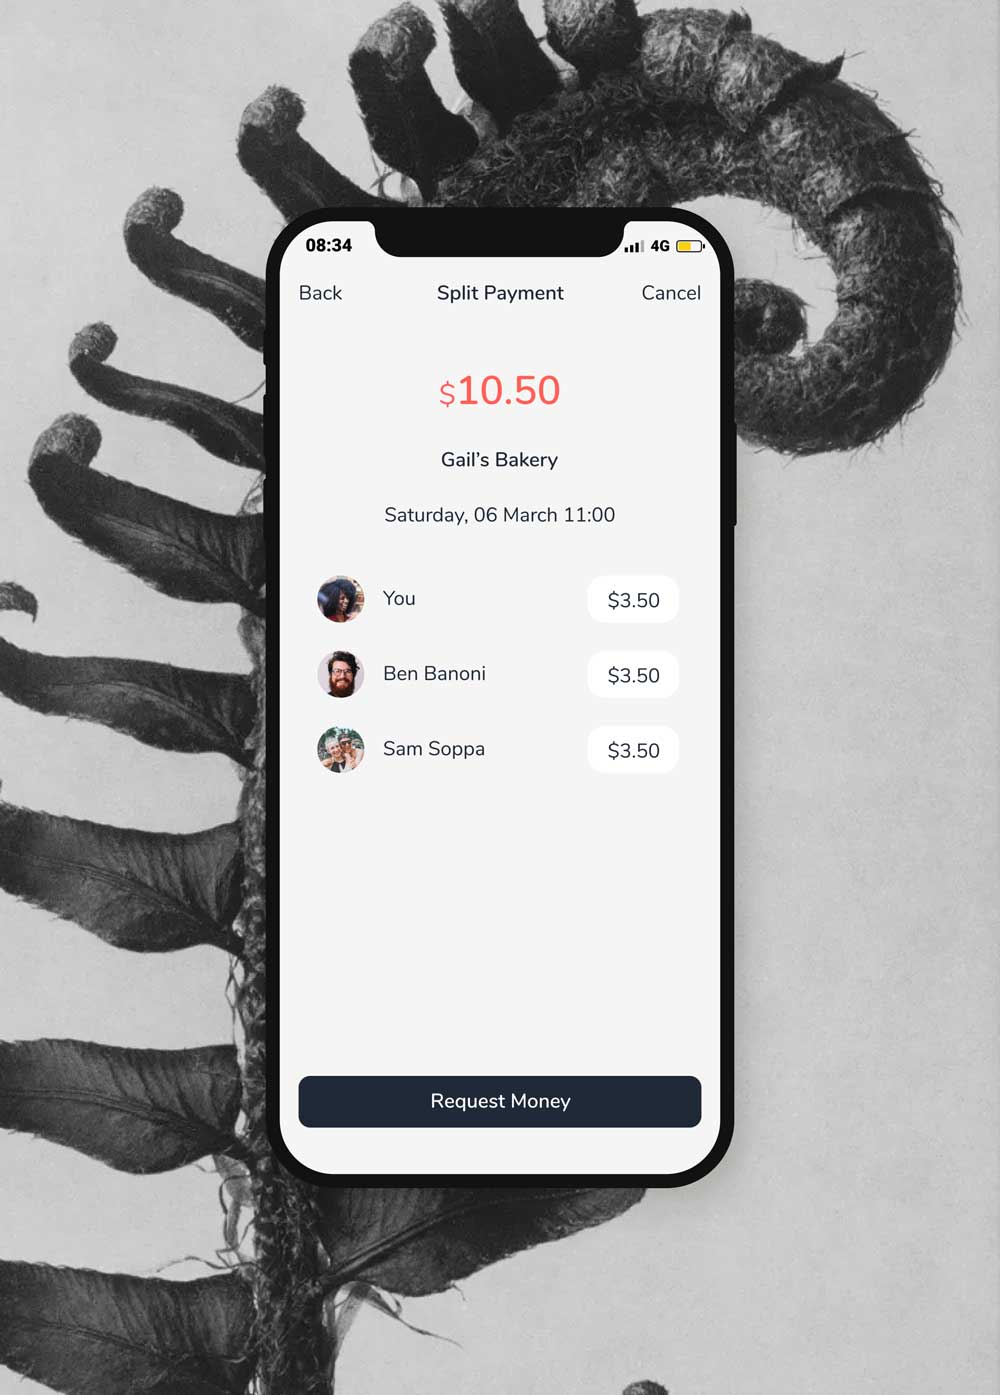 08:34 4G
Back Split Payment Cancel
$10.50
Gail’s Bakery
Saturday, 06 March 11:00
You $3.50
Ben Banoni $3.50
Sam Soppa $3.50
Request Money